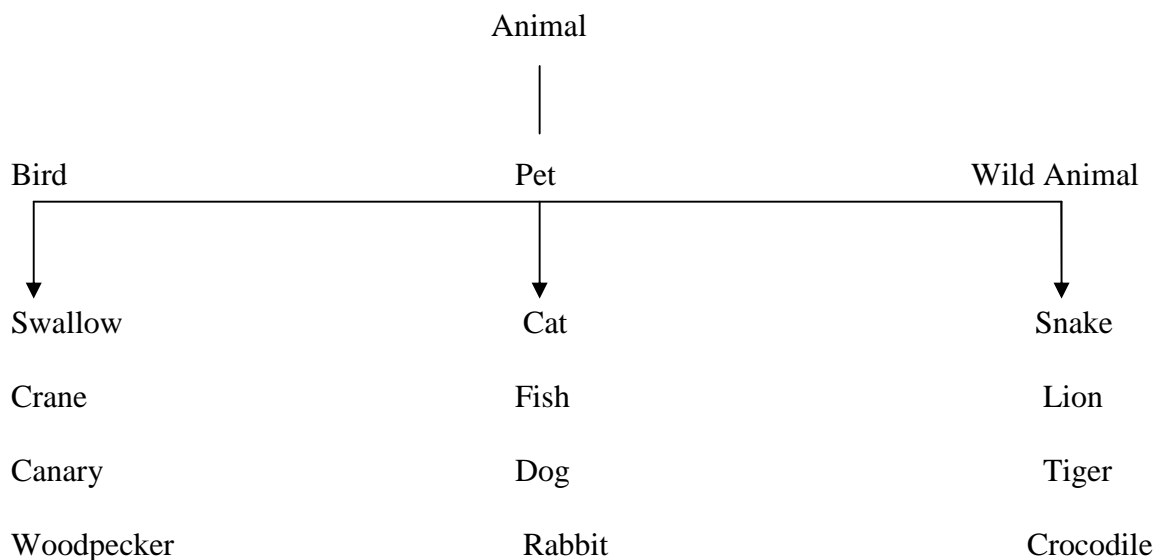 Animal
Bird Pet Wild Animal
Swallow Cat Snake
Crane Fish Lion
Canary Dog Tiger
Woodpecker Rabbit Crocodile